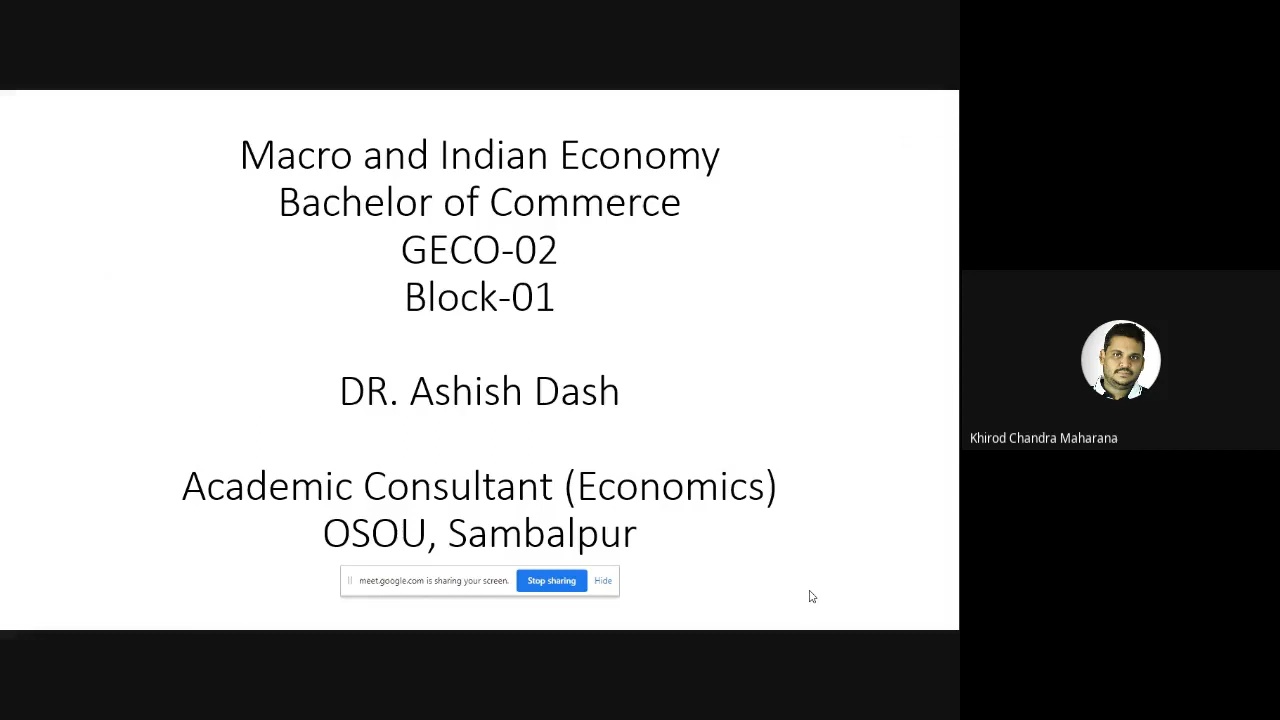 Macro and Indian Economy
Bachelor of Commerce
GECO-02
Block-01
DR. Ashish Dash
Academic Consultant (Economics)
OSOU, Sambalpur
meet.google.com is sharing your screen.
Stop sharing
Hide
Khirod Chandra Maharana